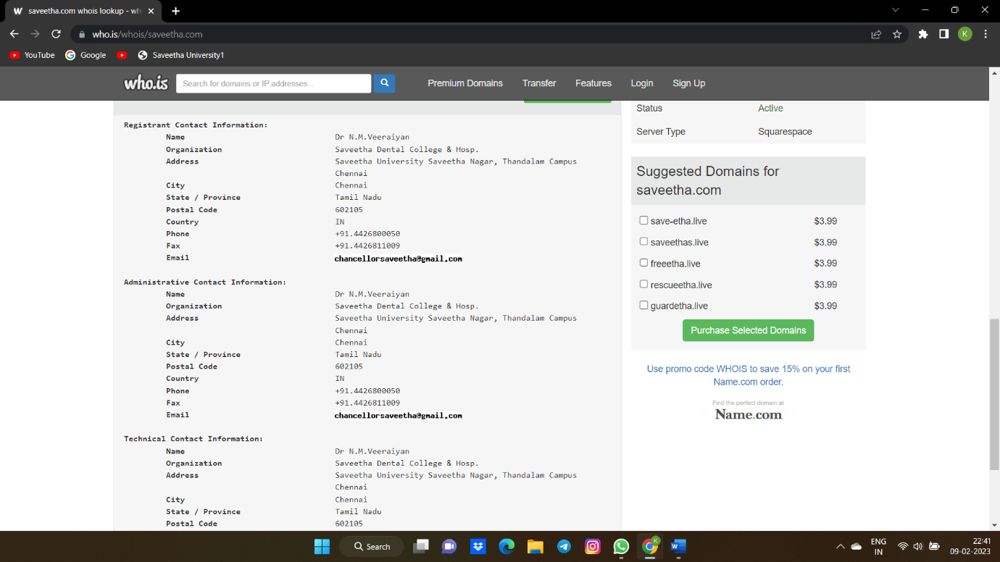 saveetha.com whois lookup - wh
who.is/whois/saveetha.com
YouTube Google Saveetha University1
who.is Search for domains or IP addresses... Premium Domains Transfer Features Login Sign Up
Registrant Contact Information:
Name Dr N.M.Veeraiyan
Organization Saveetha Dental College & Hosp.
Address Saveetha University Saveetha Nagar, Thandalam Campus
Chennai
City Chennai
State / Province Tamil Nadu
Postal Code 602105
Country IN
Phone +91.4426800050
Fax +91.4426811009
Email chancellorsaveetha@gmail.com
Administrative Contact Information:
Name Dr N.M.Veeraiyan
Organization Saveetha Dental College & Hosp.
Address Saveetha University Saveetha Nagar, Thandalam Campus
Chennai
City Chennai
State / Province Tamil Nadu
Postal Code 602105
Country IN
Phone +91.4426800050
Fax +91.4426811009
Email chancellorsaveetha@gmail.com
Technical Contact Information:
Name Dr N.M.Veeraiyan
Organization Saveetha Dental College & Hosp.
Address Saveetha University Saveetha Nagar, Thandalam Campus
Chennai
City Chennai
State / Province Tamil Nadu
Postal Code 602105
Status Active
Server Type Squarespace
Suggested Domains for
saveetha.com
save-etha.live $3.99
saveethas.live $3.99
freeetha.live $3.99
rescueetha.live $3.99
guardetha.live $3.99
Purchase Selected Domains
Use promo code WHOIS to save 15% on your first
Name.com order.
Find the perfect domain at
Name.com
Search
ENG
IN
22:41
09-02-2023